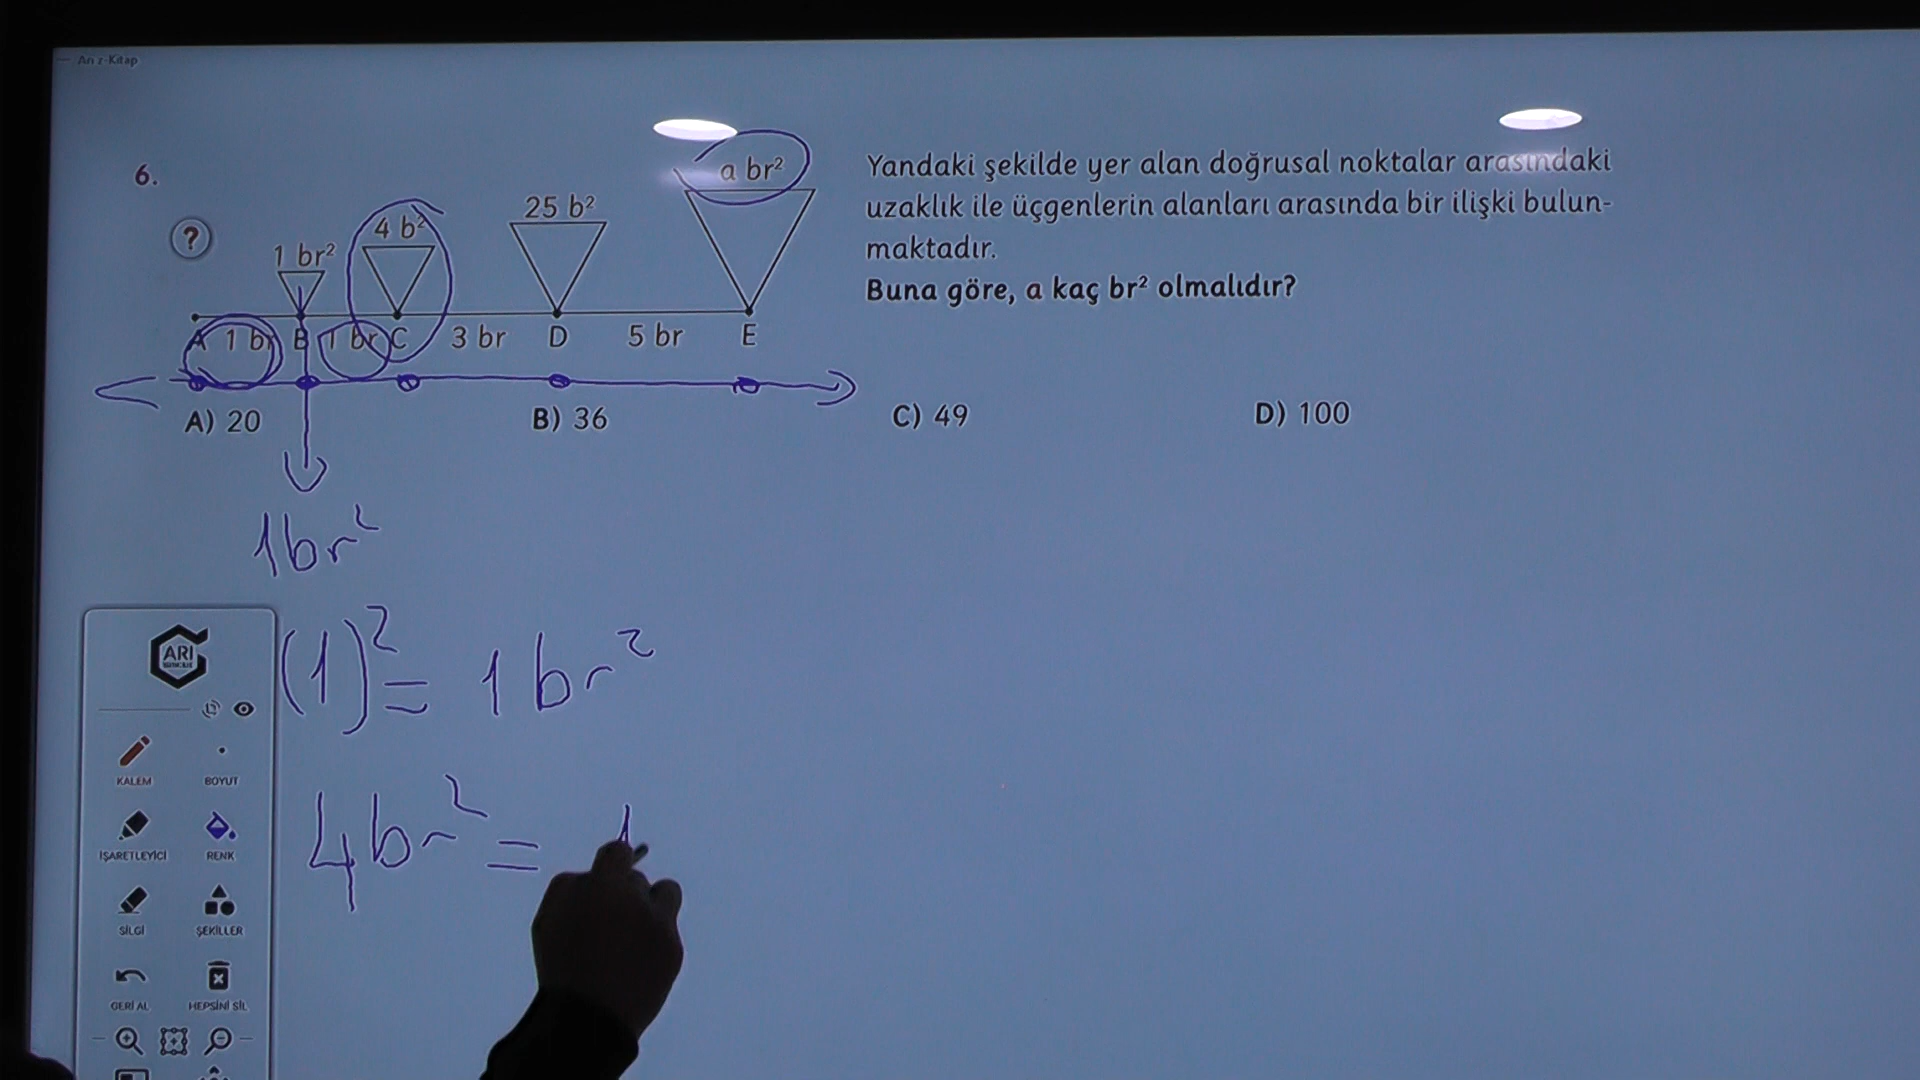 Arı z-Kitap
6.
?
1 br²
4 b²
25 b²
a br²
A 1 br B 1 br C 3 br D 5 br E
Yandaki şekilde yer alan doğrusal noktalar arasındaki
uzaklık ile üçgenlerin alanları arasında bir ilişki bulun-
maktadır.
Buna göre, a kaç br² olmalıdır?
A) 20 B) 36 C) 49 D) 100
1br²
(1)² = 1 br²
4br² = 1
ARI
KALEM BOYUT
İŞARETLEYİCİ RENK
SİLGİ ŞEKİLLER
GERİ AL HEPSİNİ SİL